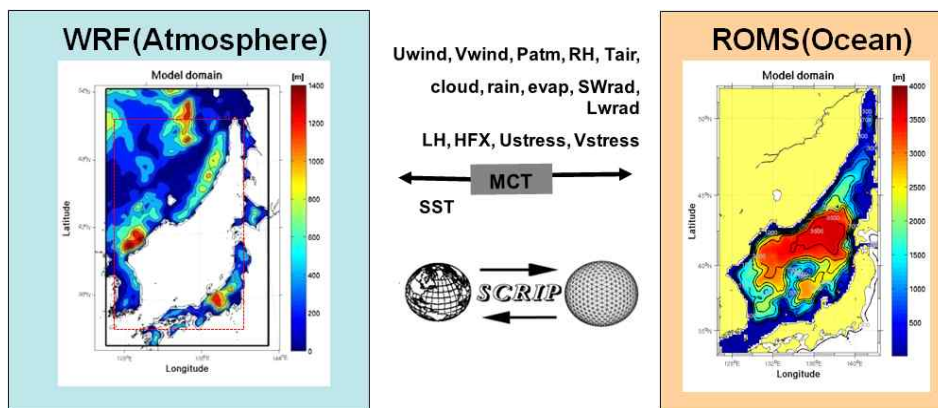 WRF(Atmosphere)
Model domain
[m]
1400
1200
1000
800
600
400
200
0
Latitude
Longitude
Uwind, Vwind, Patm, RH, Tair,
cloud, rain, evap, SWrad,
Lwrad
LH, HFX, Ustress, Vstress
MCT
SST
SCRIP
ROMS(Ocean)
Model domain
[m]
4000
3500
3000
2500
2000
1500
1000
500
Latitude
Longitude